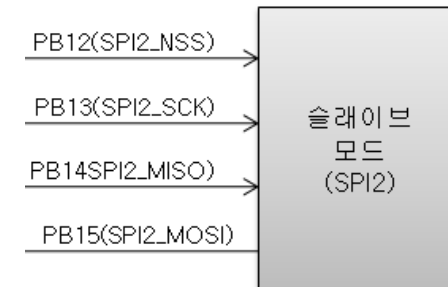 PB12(SPI2_NSS)
PB13(SPI2_SCK)
PB14SPI2_MISO)
PB15(SPI2_MOSI)
슬래이브
모드
(SPI2)